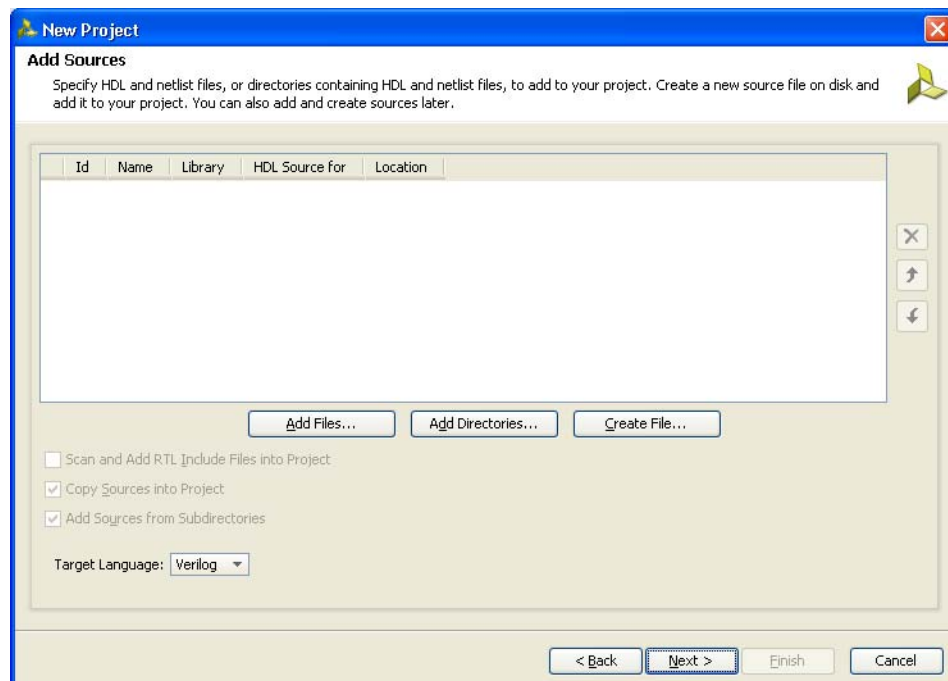 New Project
Add Sources
Specify HDL and netlist files, or directories containing HDL and netlist files, to add to your project. Create a new source file on disk and
add it to your project. You can also add and create sources later.
Id Name Library HDL Source for Location
Add Files... Add Directories... Create File...
Scan and Add RTL Include Files into Project
Copy Sources into Project
Add Sources from Subdirectories
Target Language: Verilog
< Back Next > Finish Cancel